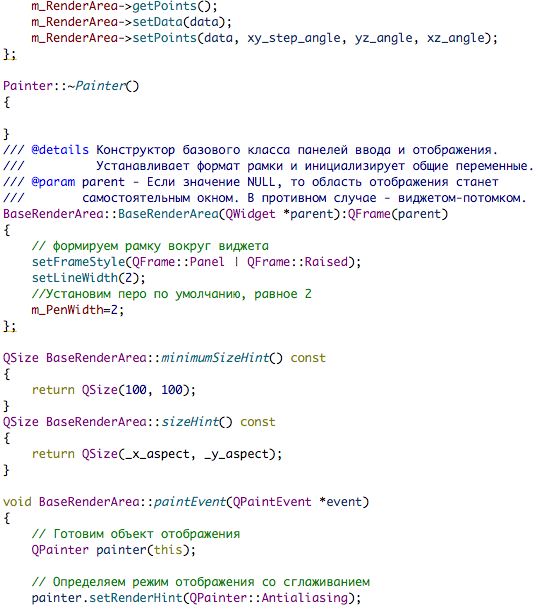 m_RenderArea->getPoints();
m_RenderArea->setData(data);
m_RenderArea->setPoints(data, xy_step_angle, yz_angle, xz_angle);
};
Painter::~Painter()
{
}
/// @details Конструктор базового класса панелей ввода и отображения.
/// Устанавливает формат рамки и инициализирует общие переменные.
/// @param parent - Если значение NULL, то область отображения станет
/// самостоятельным окном. В противном случае - виджетом-потомком.
BaseRenderArea::BaseRenderArea(QWidget *parent):QFrame(parent)
{
// формируем рамку вокруг виджета
setFrameStyle(QFrame::Panel | QFrame::Raised);
setLineWidth(2);
//Установим перо по умолчанию, равное 2
m_PenWidth=2;
};
QSize BaseRenderArea::minimumSizeHint() const
{
return QSize(100, 100);
}
QSize BaseRenderArea::sizeHint() const
{
return QSize(_x_aspect, _y_aspect);
}
void BaseRenderArea::paintEvent(QPaintEvent *event)
{
// Готовим объект отображения
QPainter painter(this);
// Определяем режим отображения со сглаживанием
painter.setRenderHint(QPainter::Antialiasing);